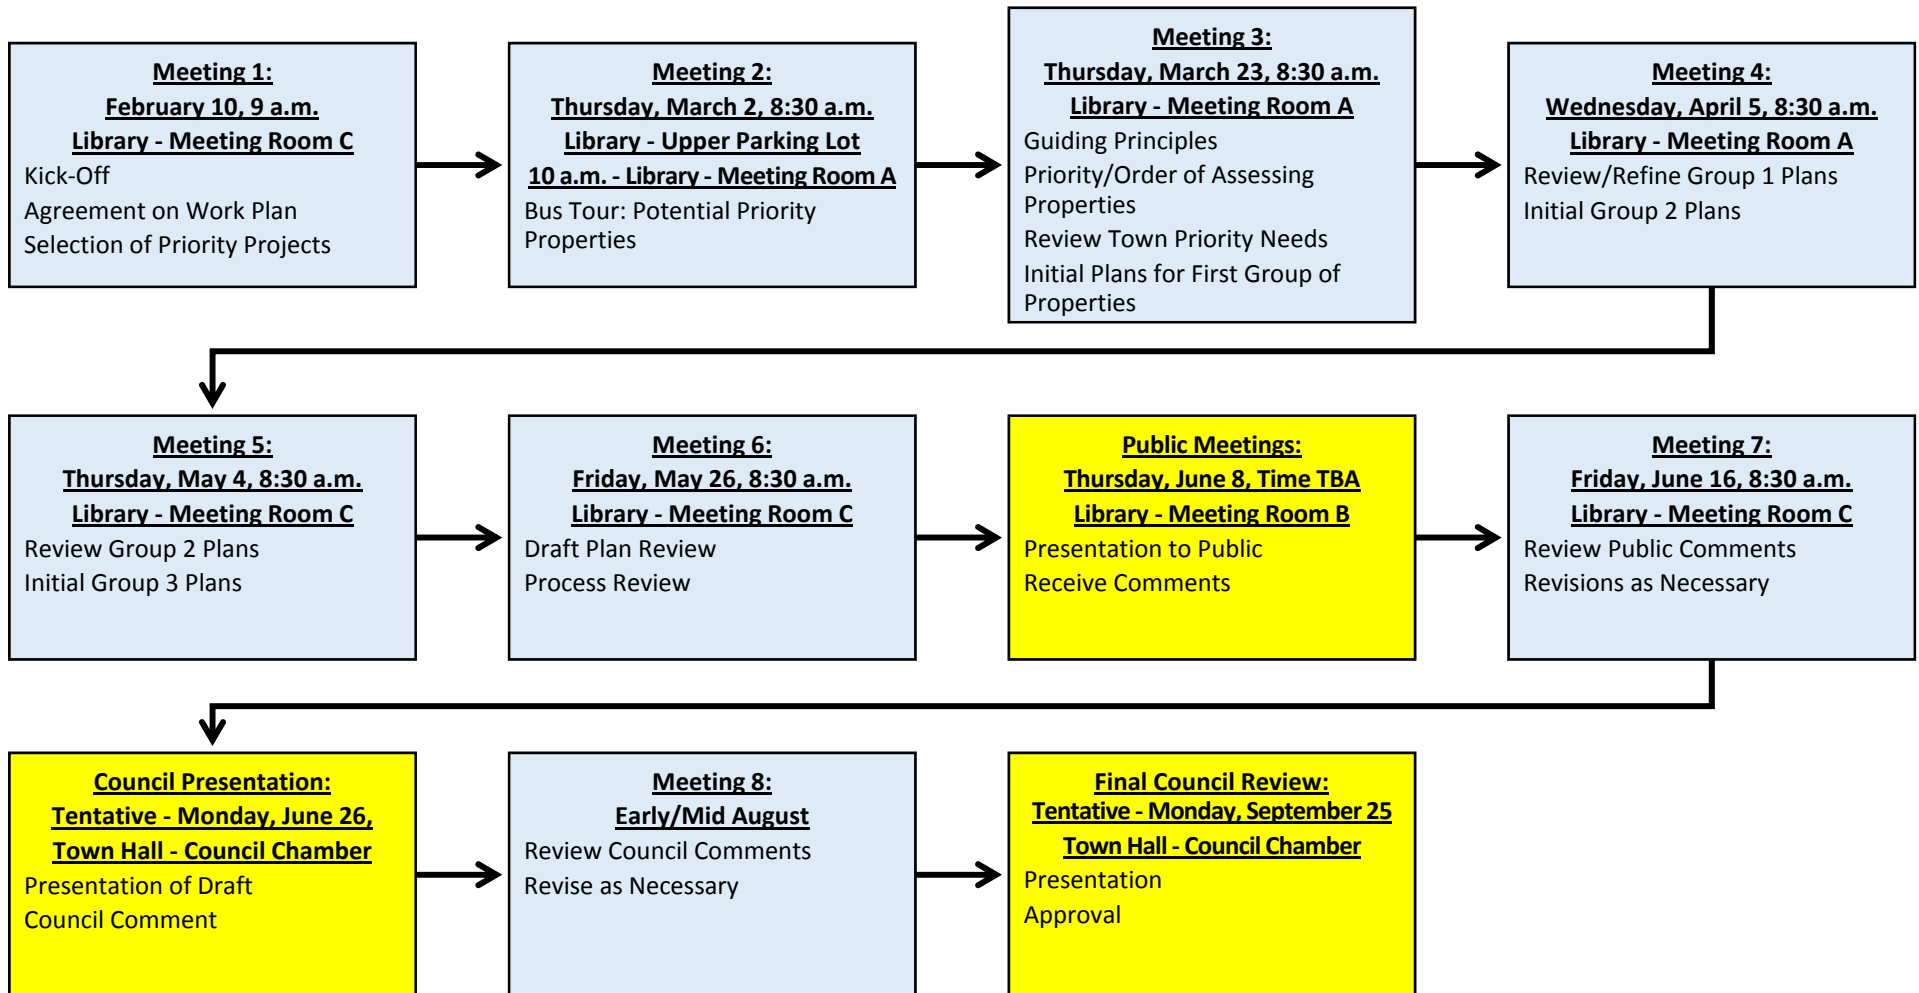 Meeting 1:
February 10, 9 a.m.
Library - Meeting Room C
Kick-Off
Agreement on Work Plan
Selection of Priority Projects
Meeting 2:
Thursday, March 2, 8:30 a.m.
Library - Upper Parking Lot
10 a.m. - Library - Meeting Room A
Bus Tour: Potential Priority
Properties
Meeting 3:
Thursday, March 23, 8:30 a.m.
Library - Meeting Room A
Guiding Principles
Priority/Order of Assessing
Properties
Review Town Priority Needs
Initial Plans for First Group of
Properties
Meeting 4:
Wednesday, April 5, 8:30 a.m.
Library - Meeting Room A
Review/Refine Group 1 Plans
Initial Group 2 Plans
Meeting 5:
Thursday, May 4, 8:30 a.m.
Library - Meeting Room C
Review Group 2 Plans
Initial Group 3 Plans
Meeting 6:
Friday, May 26, 8:30 a.m.
Library - Meeting Room C
Draft Plan Review
Process Review
Public Meetings:
Thursday, June 8, Time TBA
Library - Meeting Room B
Presentation to Public
Receive Comments
Meeting 7:
Friday, June 16, 8:30 a.m.
Library - Meeting Room C
Review Public Comments
Revisions as Necessary
Council Presentation:
Tentative - Monday, June 26,
Town Hall - Council Chamber
Presentation of Draft
Council Comment
Meeting 8:
Early/Mid August
Review Council Comments
Revise as Necessary
Final Council Review:
Tentative - Monday, September 25
Town Hall - Council Chamber
Presentation
Approval